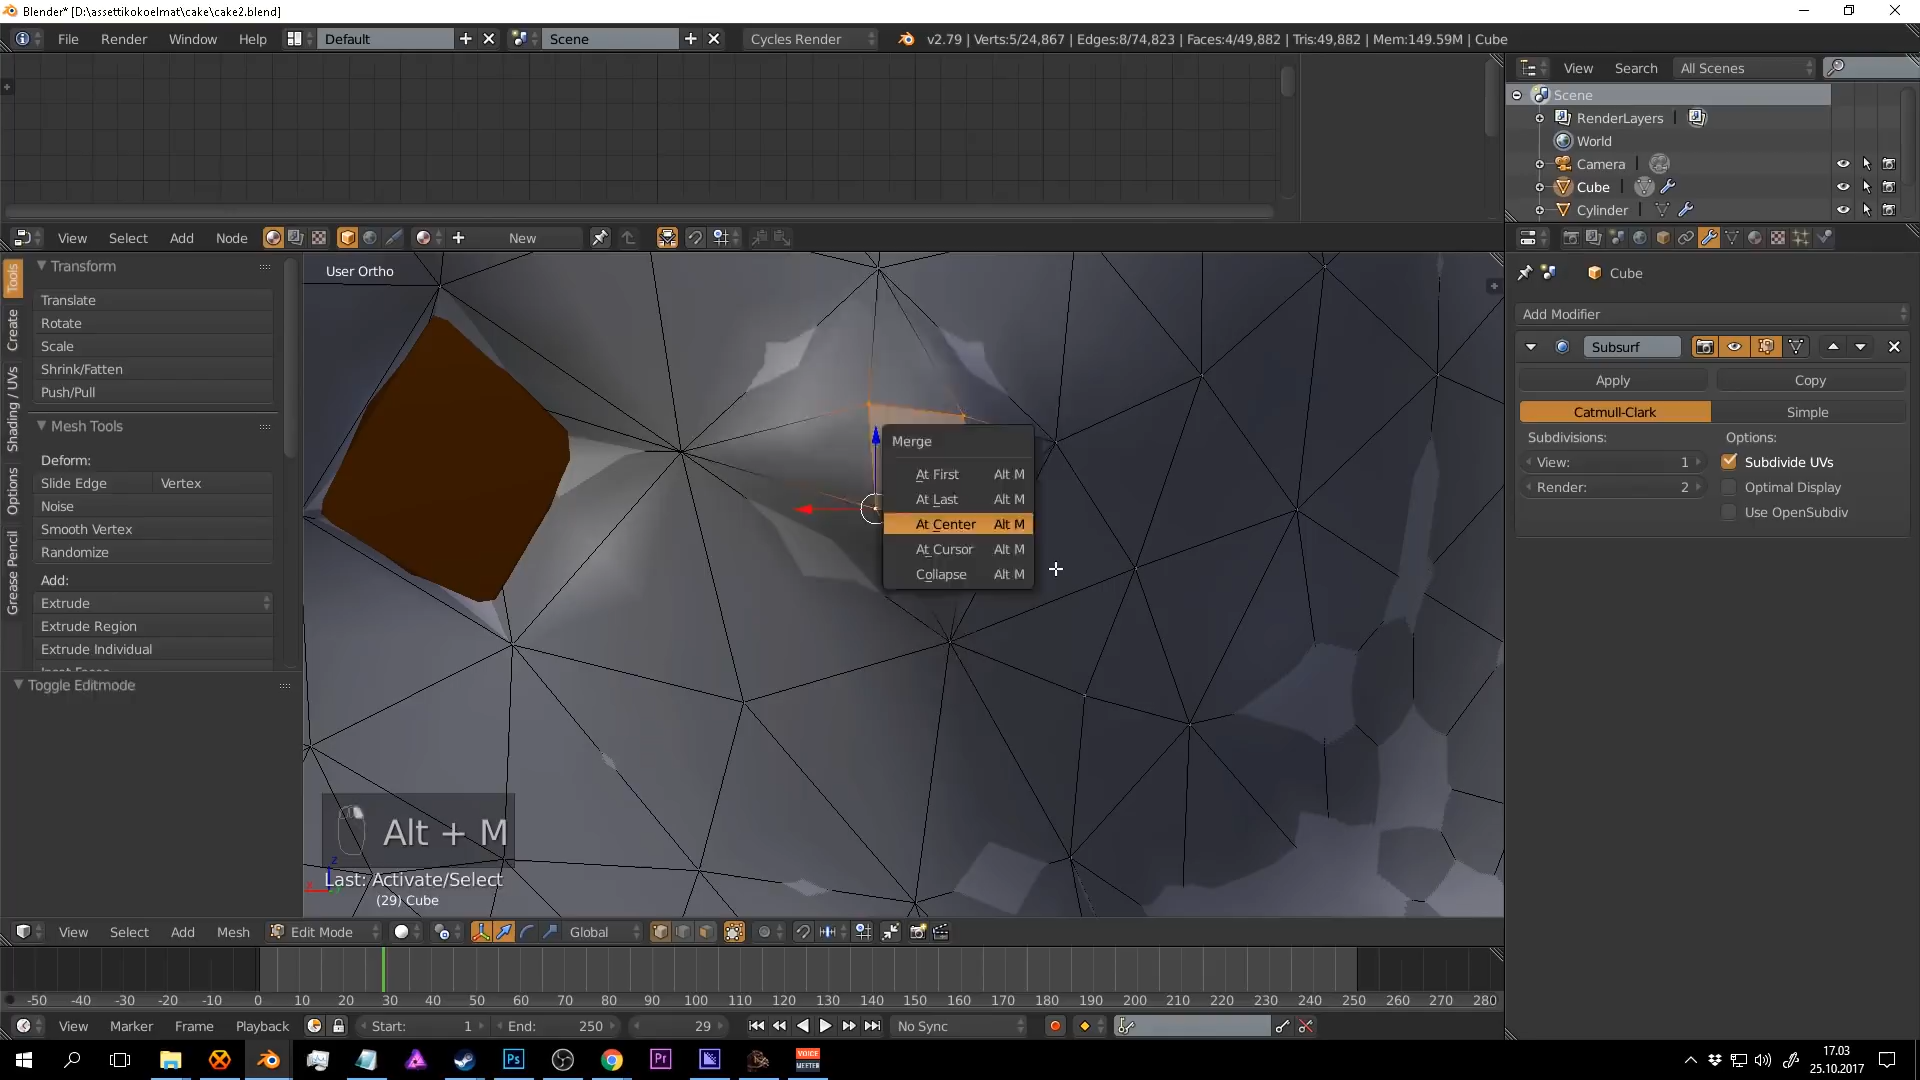 Blender* [D:\assettikokoelmat\cake\cake2.blend]
File Render Window Help Default Scene Cycles Render v2.79 | Verts:5/24,867 | Edges:8/74,823 | Faces:4/49,882 | Tris:49,882 | Mem:149.59M | Cube
View Search All Scenes
Scene
RenderLayers
World
Camera
Cube
Cylinder
View Select Add Node New
Tools
Create
Shading / UVs
Options
Grease Pencil
Transform
Translate
Rotate
Scale
Shrink/Fatten
Push/Pull
Mesh Tools
Deform:
Slide Edge Vertex
Noise
Smooth Vertex
Randomize
Add:
Extrude
Extrude Region
Extrude Individual
Toggle Editmode
User Ortho
Merge
At First Alt M
At Last Alt M
At Center Alt M
At Cursor Alt M
Collapse Alt M
Alt + M
Last: Activate/Select
(29) Cube
z
x
Cube
Add Modifier
Subsurf
Apply Copy
Catmull-Clark Simple
Subdivisions: Options:
View: 1 Subdivide UVs
Render: 2 Optimal Display
Use OpenSubdiv
View Select Add Mesh Edit Mode Global
-50 -40 -30 -20 -10 0 10 20 30 40 50 60 70 80 90 100 110 120 130 140 150 160 170 180 190 200 210 220 230 240 250 260 270 280
View Marker Frame Playback Start: 1 End: 250 29 No Sync
Ps
Pr
VOICE
MEETER
17.03
25.10.2017